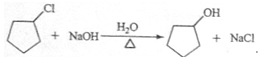 Cl
+ NaOH
H₂O
△
OH
+ NaCl